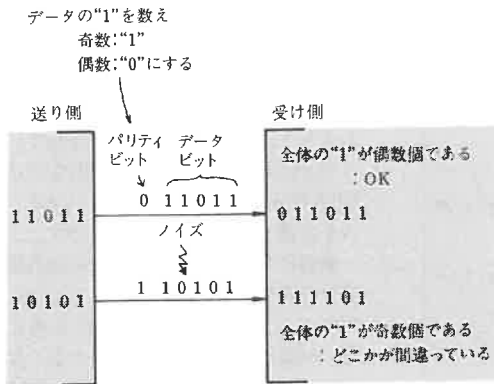 データの“1”を数え
奇数:“1”
偶数:“0”にする
送り側
受け側
パリティ
ビット
データ
ビット
全体の“1”が偶数個である
:OK
11011
0 11011
011011
ノイズ
10101
1 10101
111101
全体の“1”が奇数個である
:どこかが間違っている